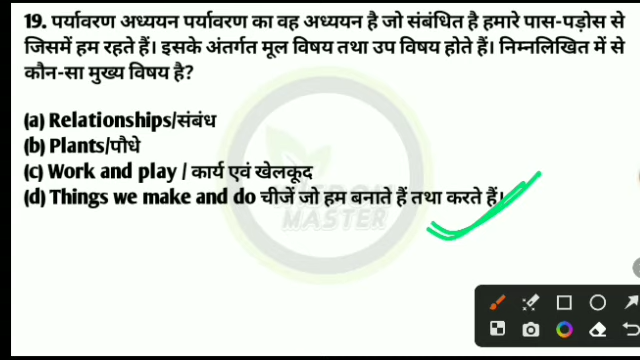 19. पर्यावरण अध्ययन पर्यावरण का वह अध्ययन है जो संबंधित है हमारे पास-पड़ोस से
जिसमें हम रहते हैं। इसके अंतर्गत मूल विषय तथा उप विषय होते हैं। निम्नलिखित में से
कौन-सा मुख्य विषय है?
(a) Relationships/संबंध
(b) Plants/पौधे
(c) Work and play / कार्य एवं खेलकूद
(d) Things we make and do चीजें जो हम बनाते हैं तथा करते हैं।
MASTER